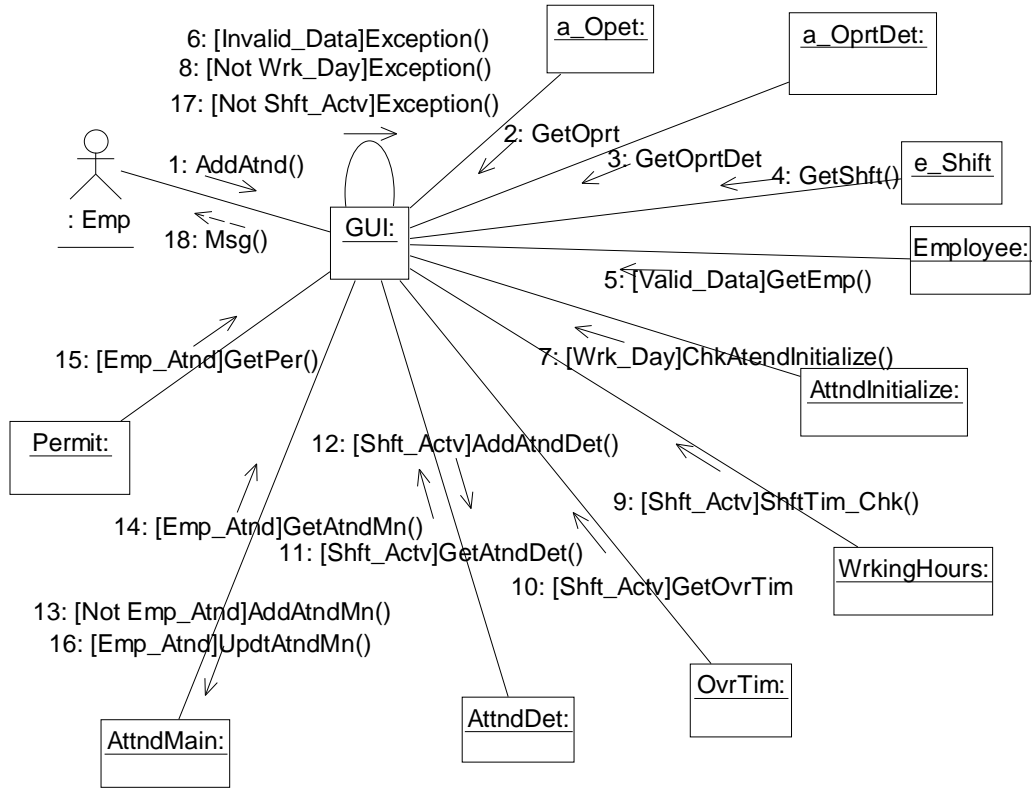 6: [Invalid_Data]Exception()
8: [Not Wrk_Day]Exception()
17: [Not Shft_Actv]Exception()
a_Opet:
a_OprtDet:
1: AddAtnd()
2: GetOprt
3: GetOprtDet
4: GetShft()
e_Shift
: Emp
18: Msg()
GUI:
Employee:
5: [Valid_Data]GetEmp()
15: [Emp_Atnd]GetPer()
7: [Wrk_Day]ChkAtendInitialize()
AttndInitialize:
Permit:
12: [Shft_Actv]AddAtndDet()
9: [Shft_Actv]ShftTim_Chk()
14: [Emp_Atnd]GetAtndMn()
11: [Shft_Actv]GetAtndDet()
WrkingHours:
10: [Shft_Actv]GetOvrTim
13: [Not Emp_Atnd]AddAtndMn()
16: [Emp_Atnd]UpdtAtndMn()
OvrTim:
AttndDet:
AttndMain: